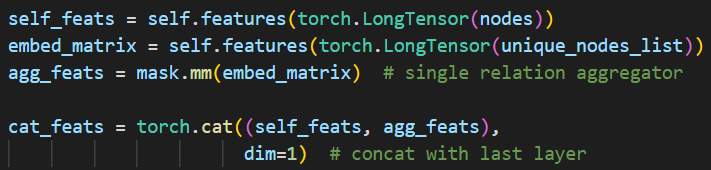 self_feats = self.features(torch.LongTensor(nodes))
embed_matrix = self.features(torch.LongTensor(unique_nodes_list))
agg_feats = mask.mm(embed_matrix)  # single relation aggregator
cat_feats = torch.cat((self_feats, agg_feats),
dim=1)  # concat with last layer